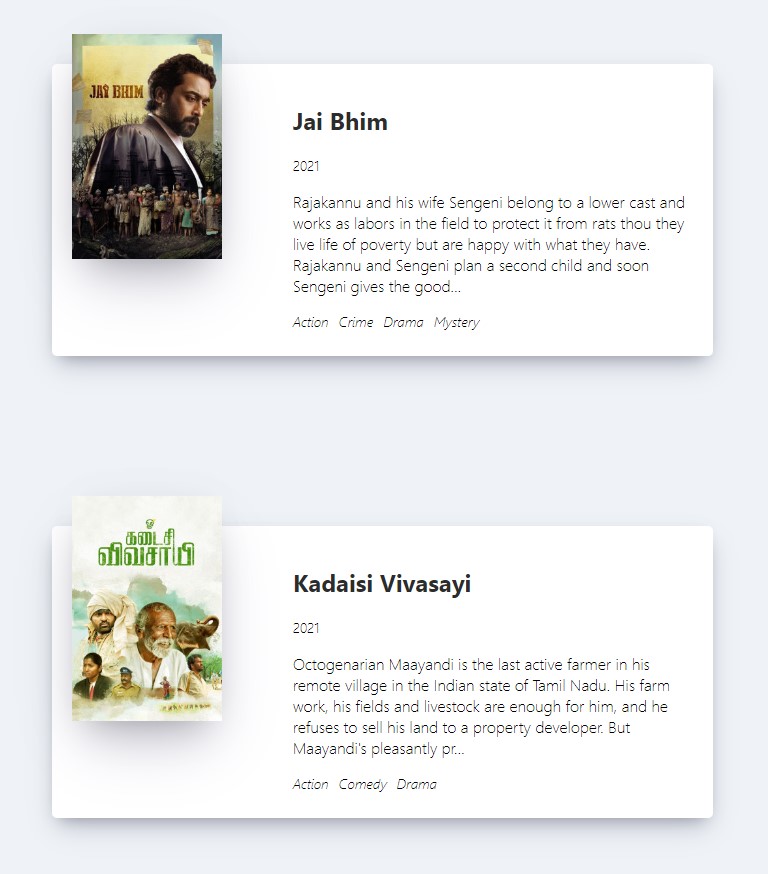 JAI BHIM
Jai Bhim
2021
Rajakannu and his wife Sengeni belong to a lower cast and
works as labors in the field to protect it from rats thou they
live life of poverty but are happy with what they have.
Rajakannu and Sengeni plan a second child and soon
Sengeni gives the good...
Action Crime Drama Mystery
கடைசி
விவசாயி
Kadaisi Vivasayi
2021
Octogenarian Maayandi is the last active farmer in his
remote village in the Indian state of Tamil Nadu. His farm
work, his fields and livestock are enough for him, and he
refuses to sell his land to a property developer. But
Maayandi's pleasantly pr...
Action Comedy Drama